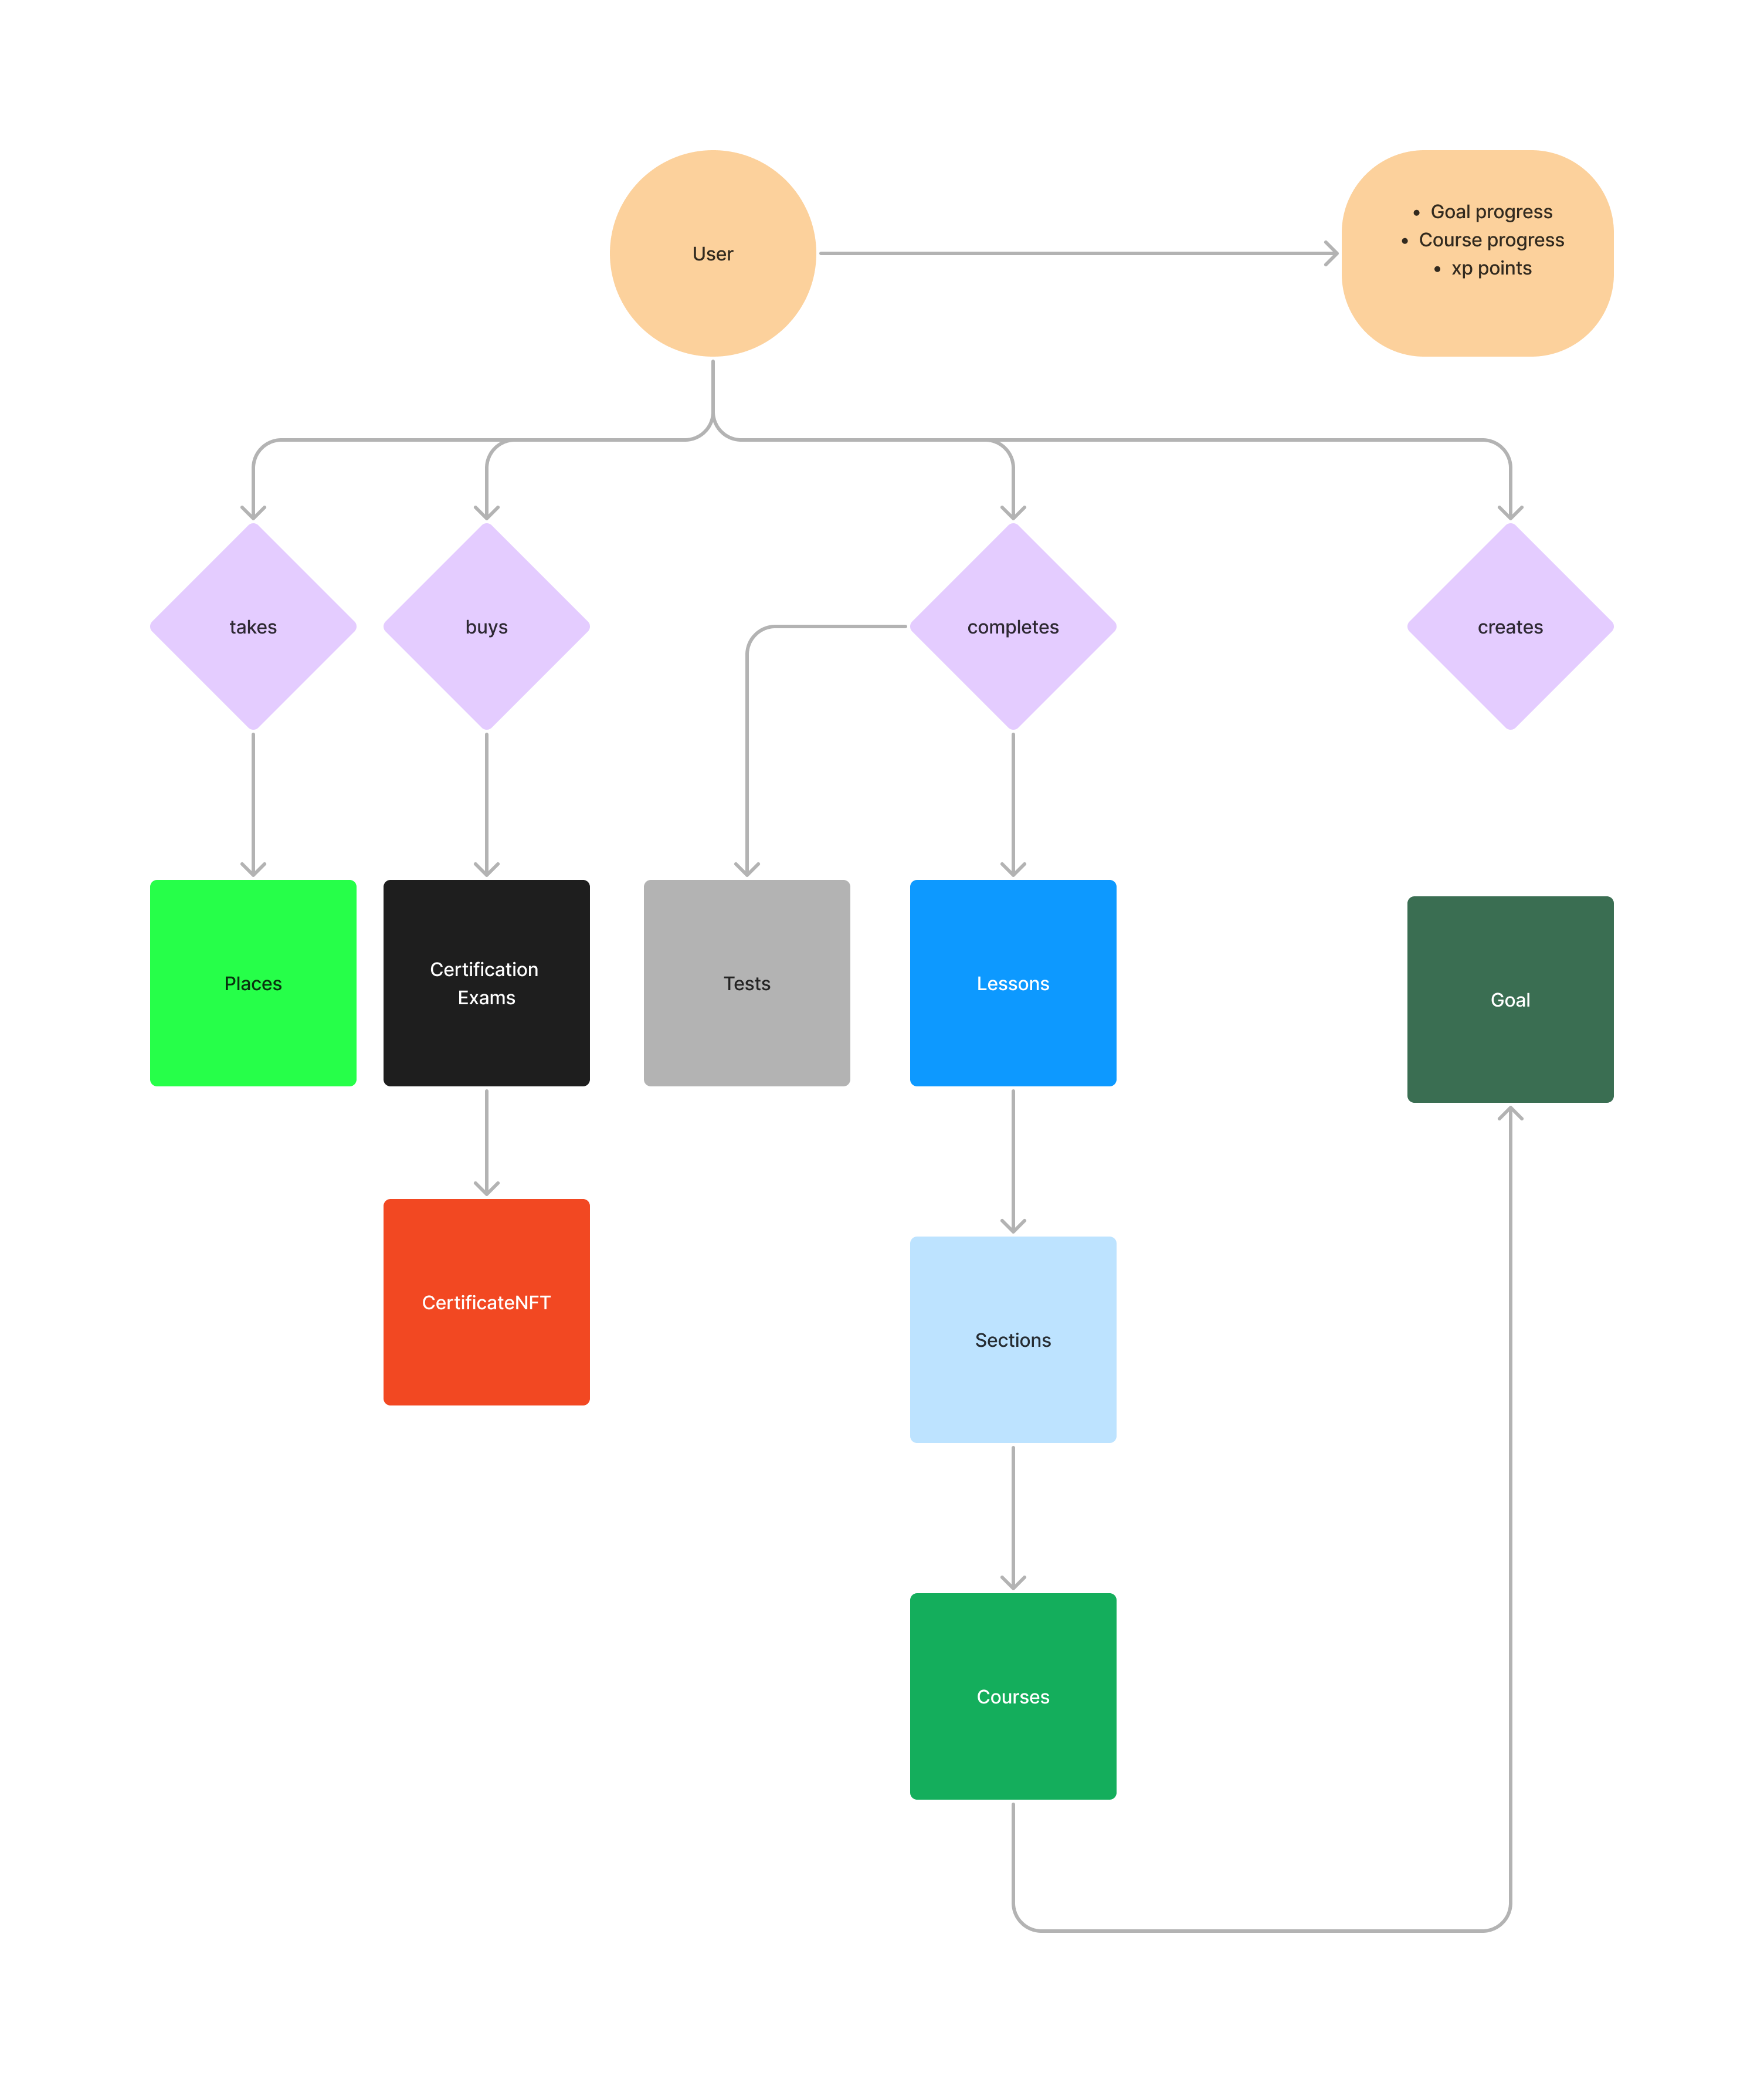 User
• Goal progress
• Course progress
• xp points
takes
buys
completes
creates
Places
Certification
Exams
Tests
Lessons
Goal
CertificateNFT
Sections
Courses